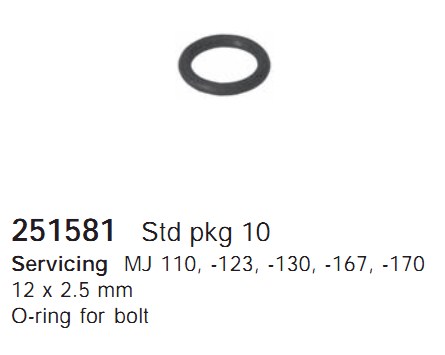 251581 Std pkg 10
Servicing MJ 110, -123, -130, -167, -170
12 x 2.5 mm
O-ring for bolt